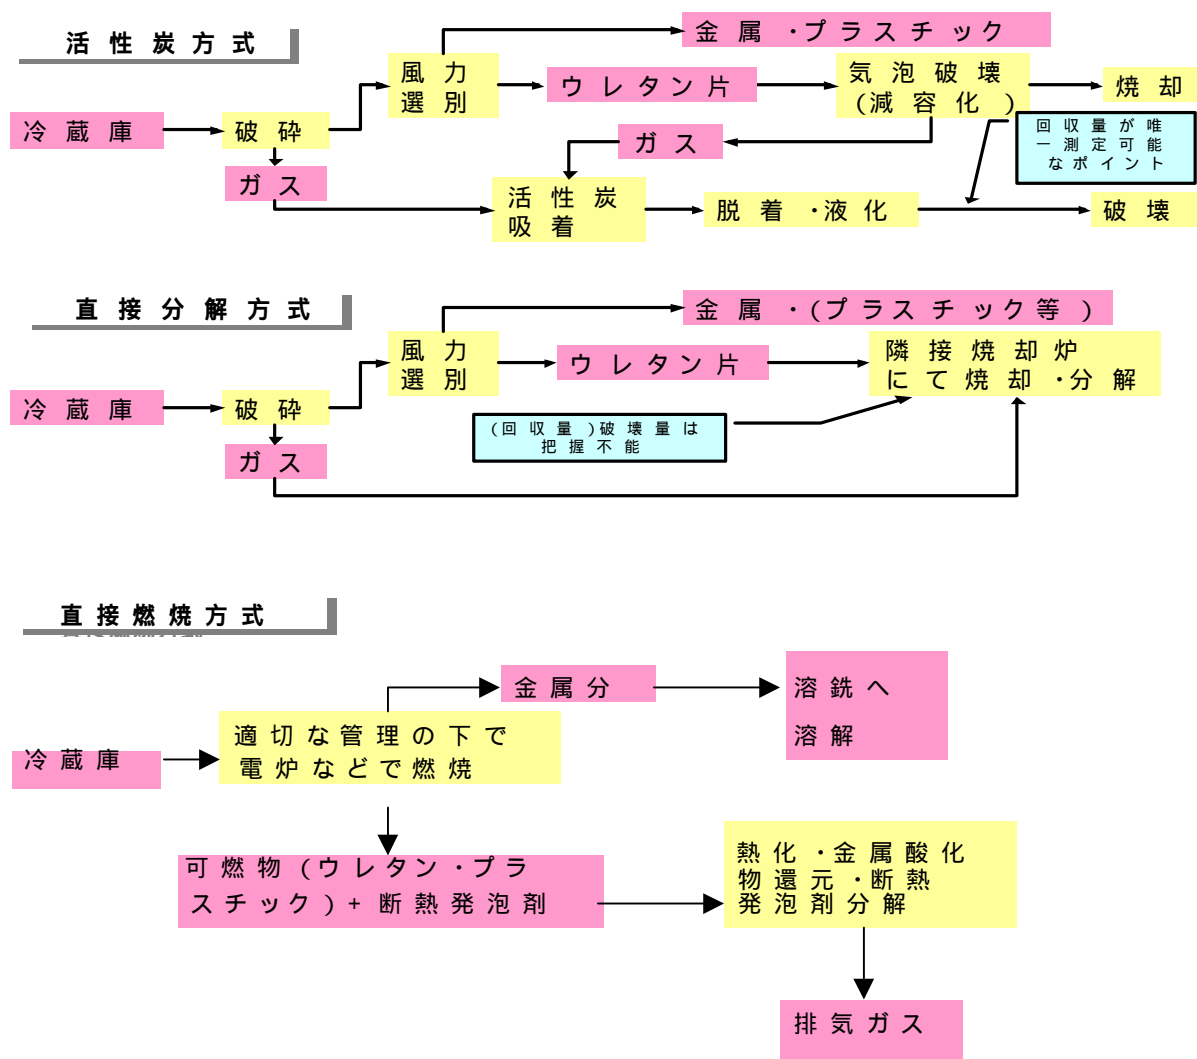 活性炭方式
金属・プラスチック
風力
選別
ウレタン片
気泡破壊
(減容化)
焼却
冷蔵庫
破砕
ガス
回収量が唯
一測定可能
なポイント
ガス
活性炭
吸着
脱着・液化
破壊
直接分解方式
金属・(プラスチック等)
風力
選別
ウレタン片
隣接焼却炉
にて焼却・分解
冷蔵庫
破砕
(回収量)破壊量は
把握不能
ガス
直接燃焼方式
金属分
溶銑へ
溶解
冷蔵庫
適切な管理の下で
電炉などで燃焼
可燃物(ウレタン・プラ
スチック)+断熱発泡剤
熱化・金属酸化
物還元・断熱
発泡剤分解
排気ガス